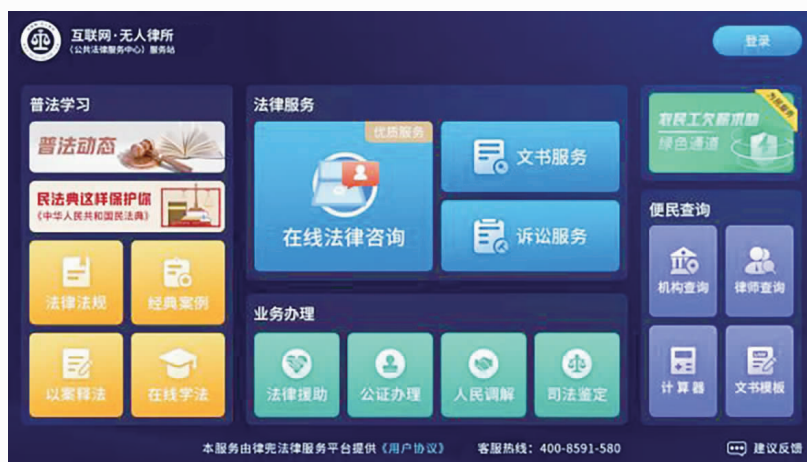 互联网·无人律所
（公共法律服务中心）服务站
登录
普法学习
普法动态
民法典这样保护你
《中华人民共和国民法典》
法律法规
经典案例
以案释法
在线学法
法律服务
优质服务
在线法律咨询
文书服务
诉讼服务
业务办理
法律援助
公证办理
人民调解
司法鉴定
为民服务
农民工欠薪求助
绿色通道
便民查询
机构查询
律师查询
计算器
文书模板
本服务由律兜法律服务平台提供《用户协议》 客服热线：400-8591-580
建议反馈